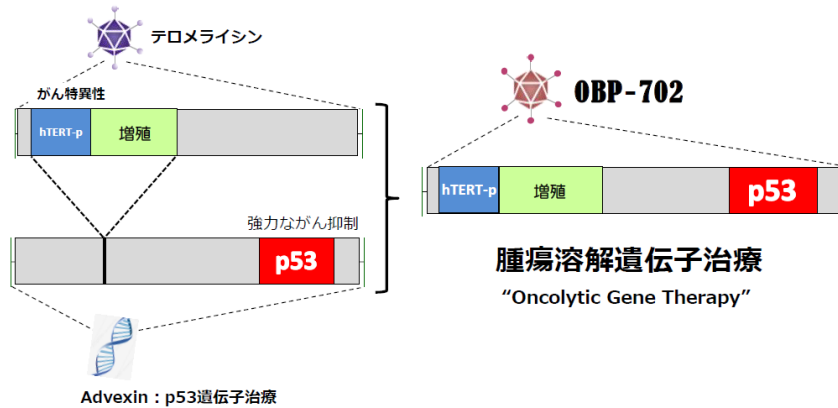 テロメライシン
がん特異性
hTERT-p
増殖
強力ながん抑制
p53
Advexin：p53遺伝子治療
OBP-702
hTERT-p
増殖
p53
腫瘍溶解遺伝子治療
“Oncolytic Gene Therapy”